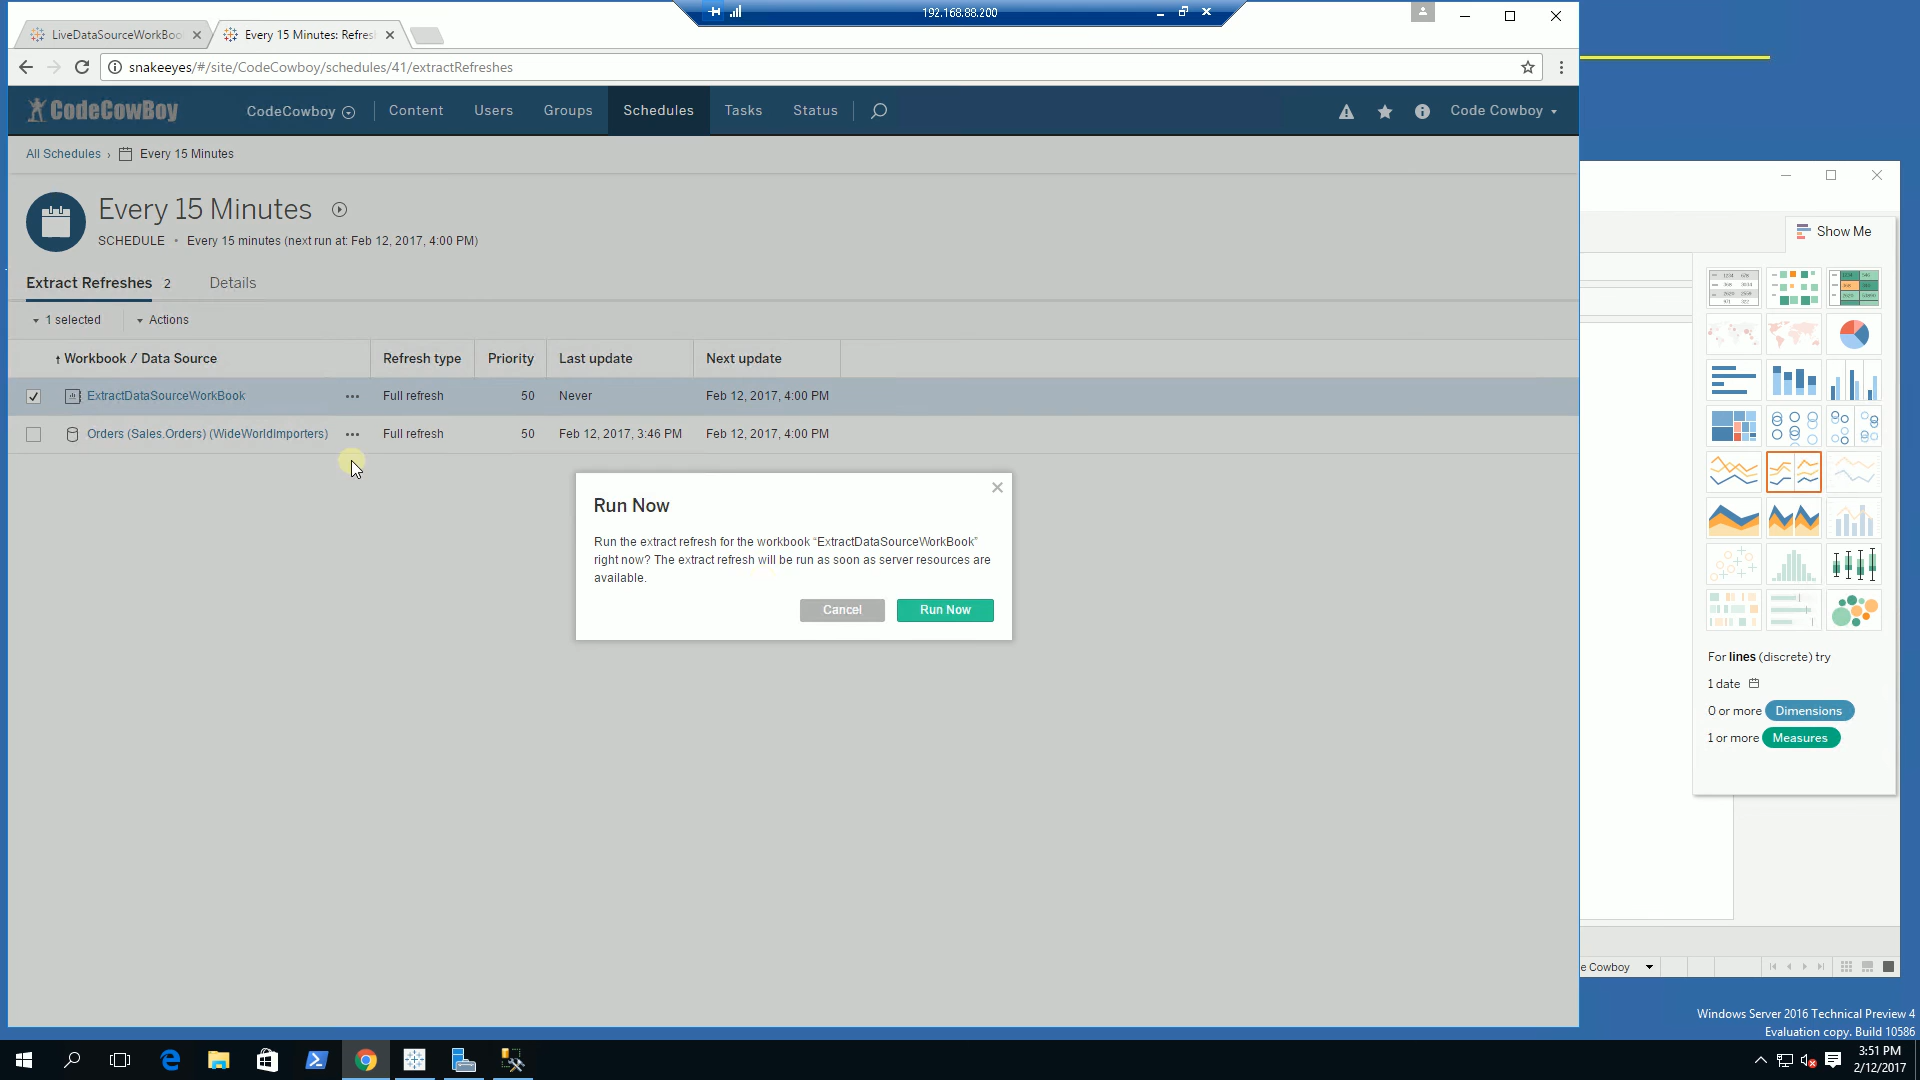 192.168.88.200
LiveDataSourceWorkBoo
Every 15 Minutes: Refres
snakeeyes/#/site/CodeCowboy/schedules/41/extractRefreshes
CodeCowBoy
CodeCowboy
Content
Users
Groups
Schedules
Tasks
Status
Code Cowboy
All Schedules › Every 15 Minutes
Every 15 Minutes
SCHEDULE • Every 15 minutes (next run at: Feb 12, 2017, 4:00 PM)
Extract Refreshes 2
Details
1 selected
Actions
↑ Workbook / Data Source Refresh type Priority Last update Next update
ExtractDataSourceWorkBook ••• Full refresh 50 Never Feb 12, 2017, 4:00 PM
Orders (Sales.Orders) (WideWorldImporters) ••• Full refresh 50 Feb 12, 2017, 3:46 PM Feb 12, 2017, 4:00 PM
Run Now
Run the extract refresh for the workbook “ExtractDataSourceWorkBook”
right now? The extract refresh will be run as soon as server resources are
available.
Cancel
Run Now
Show Me
For lines (discrete) try
1 date
0 or more Dimensions
1 or more Measures
e Cowboy
Windows Server 2016 Technical Preview 4
Evaluation copy. Build 10586
3:51 PM
2/12/2017